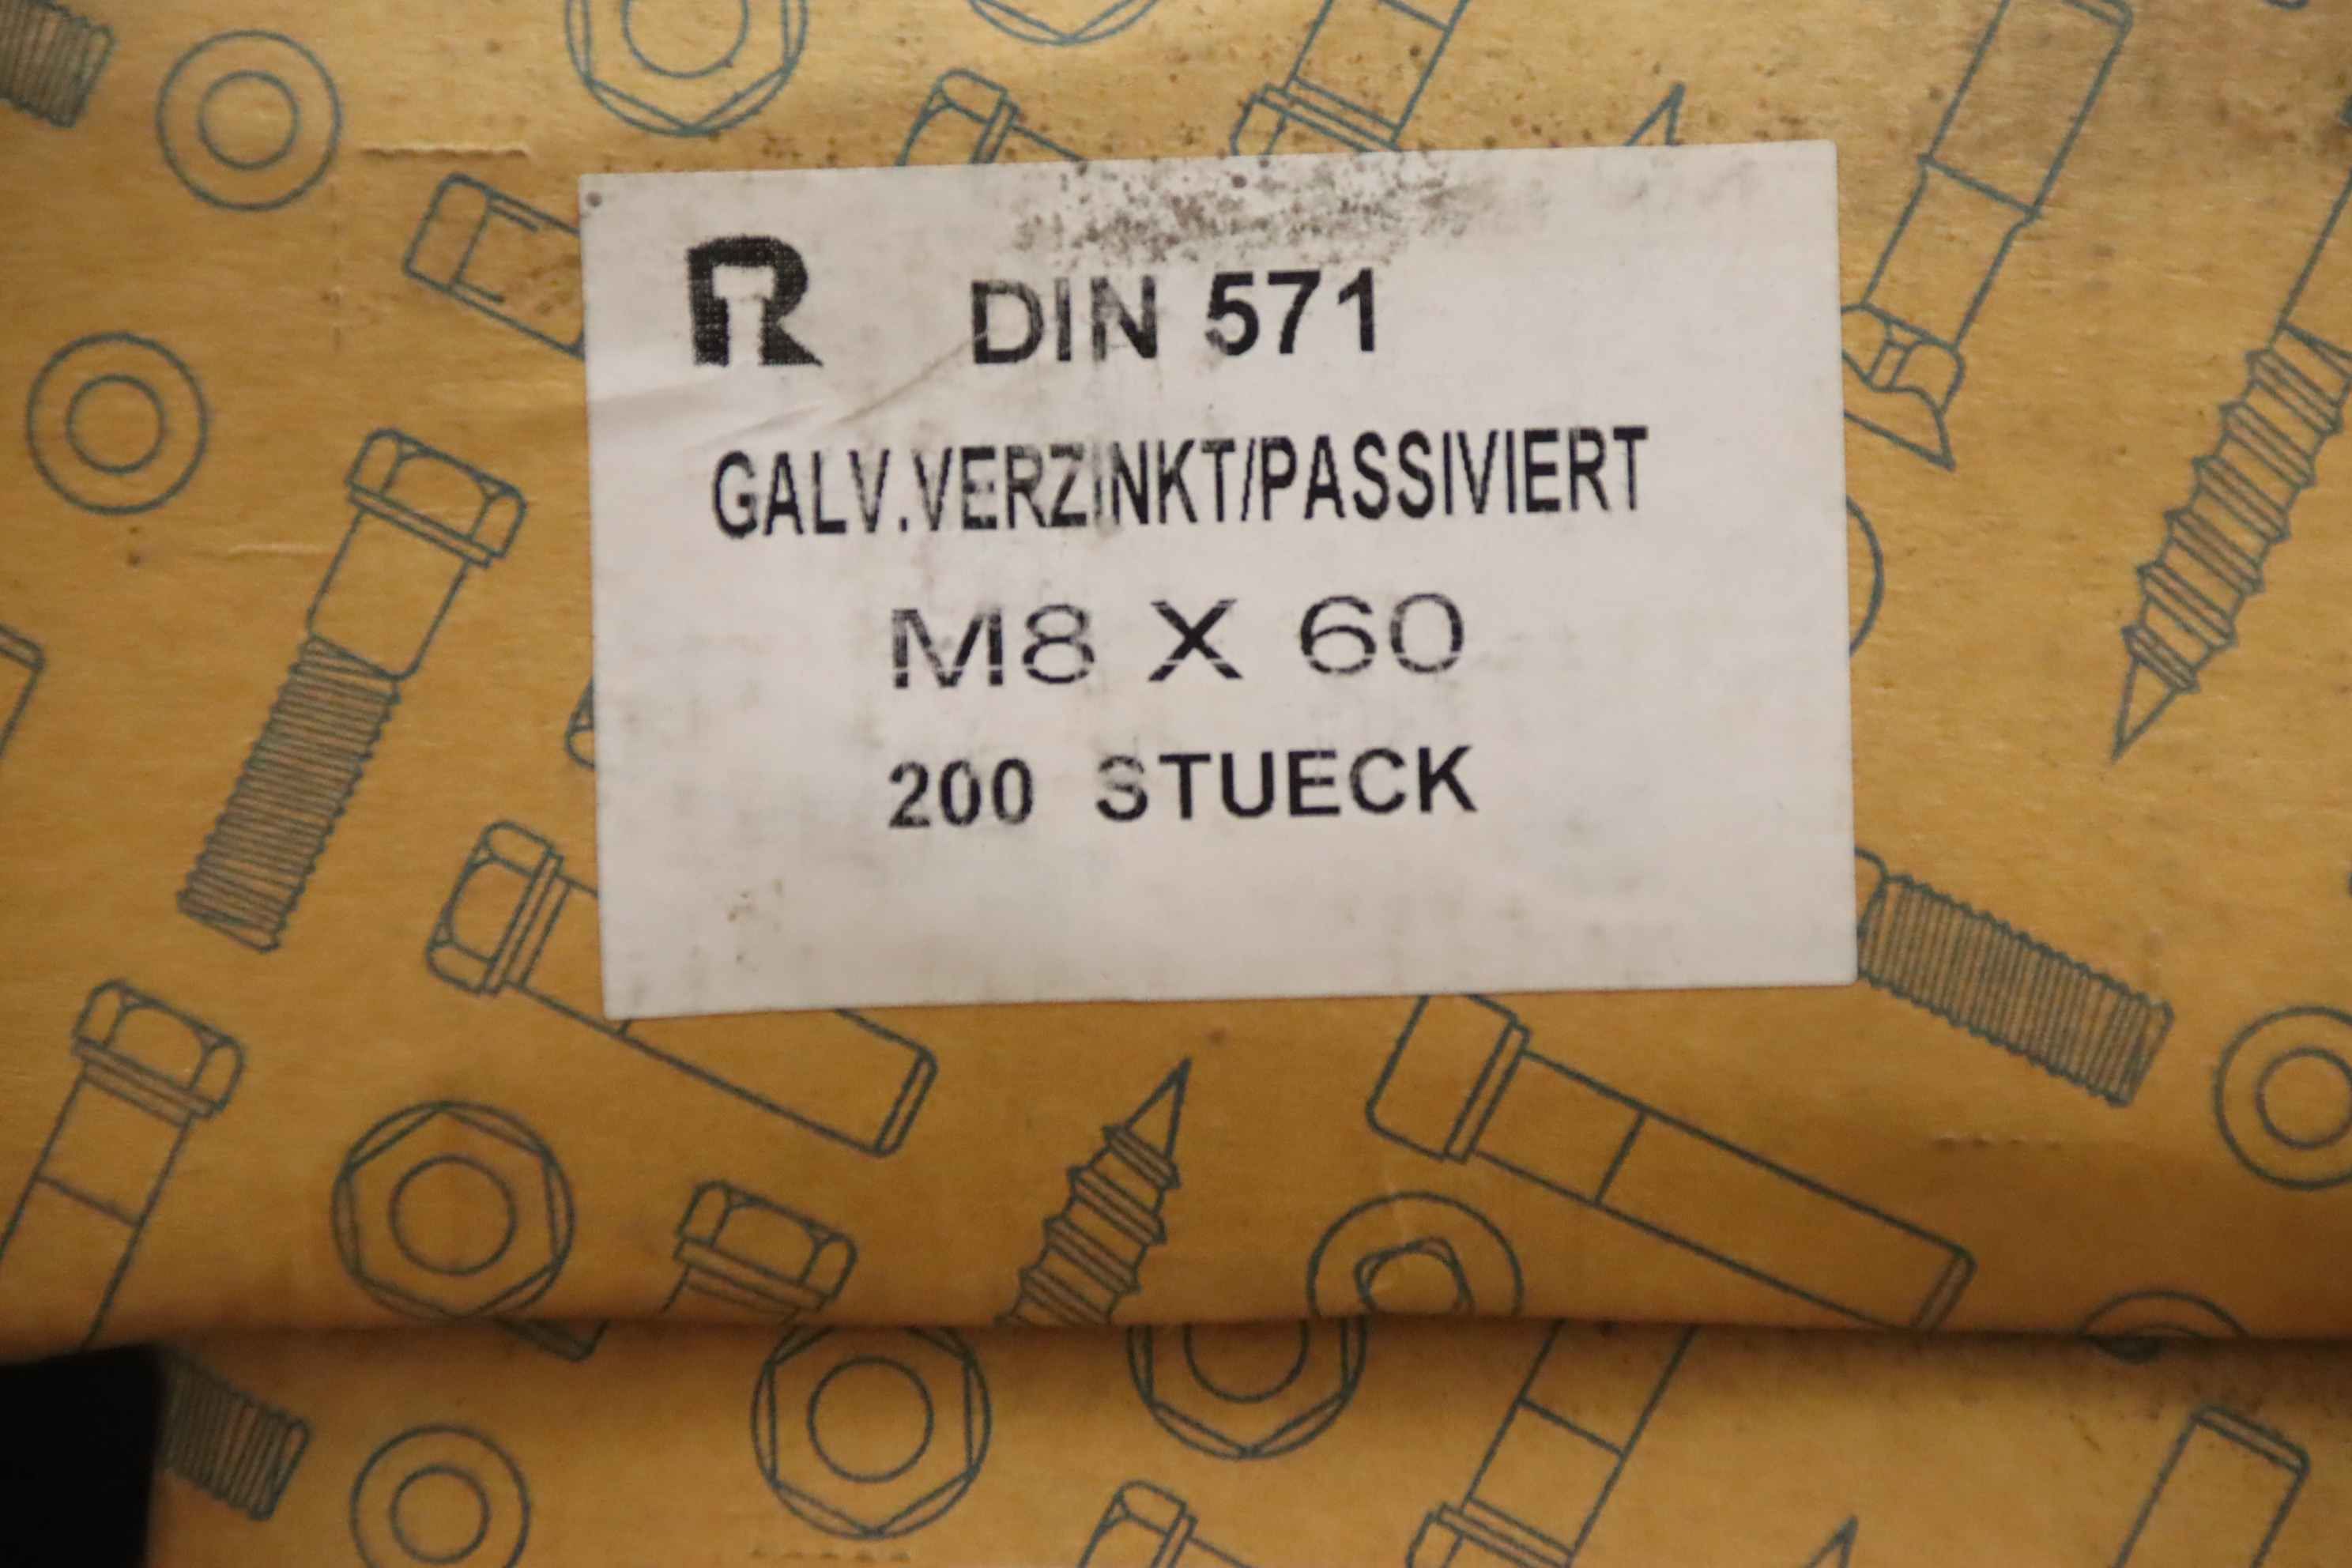 R DIN 571
GALV.VERZINKT/PASSIVIERT
M8 X 60
200 STUECK